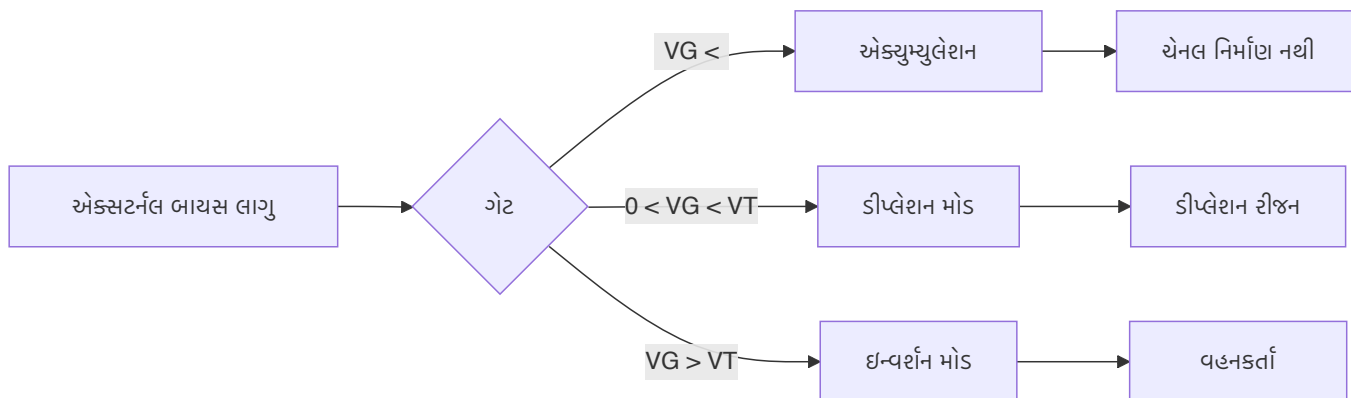 VG <
એક્યુમ્યુલેશન
ચેનલ નિર્માણ નથી
એક્સટર્નલ બાયસ લાગુ
ગેટ
0 < VG < VT
ડીપ્લેશન મોડ
ડીપ્લેશન રીજન
VG > VT
ઇન્વર્શન મોડ
વહનકર્તા